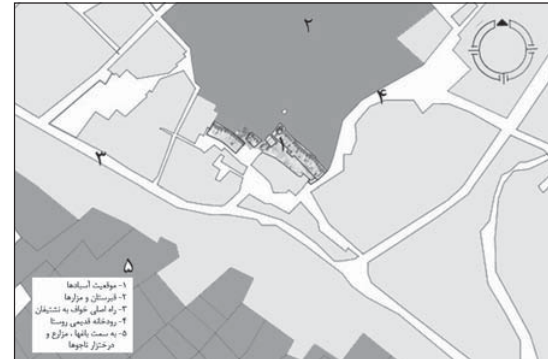 ۲
۱
۴
۳
۵
۱- موقعیت آسبادها
۲- قبرستان و مزارها
۳- راه اصلی خواف به نشتیفان
۴- رودخانه قدیمی روستا
۵- به سمت باغها ، مزارع و
درختزار تاجوها